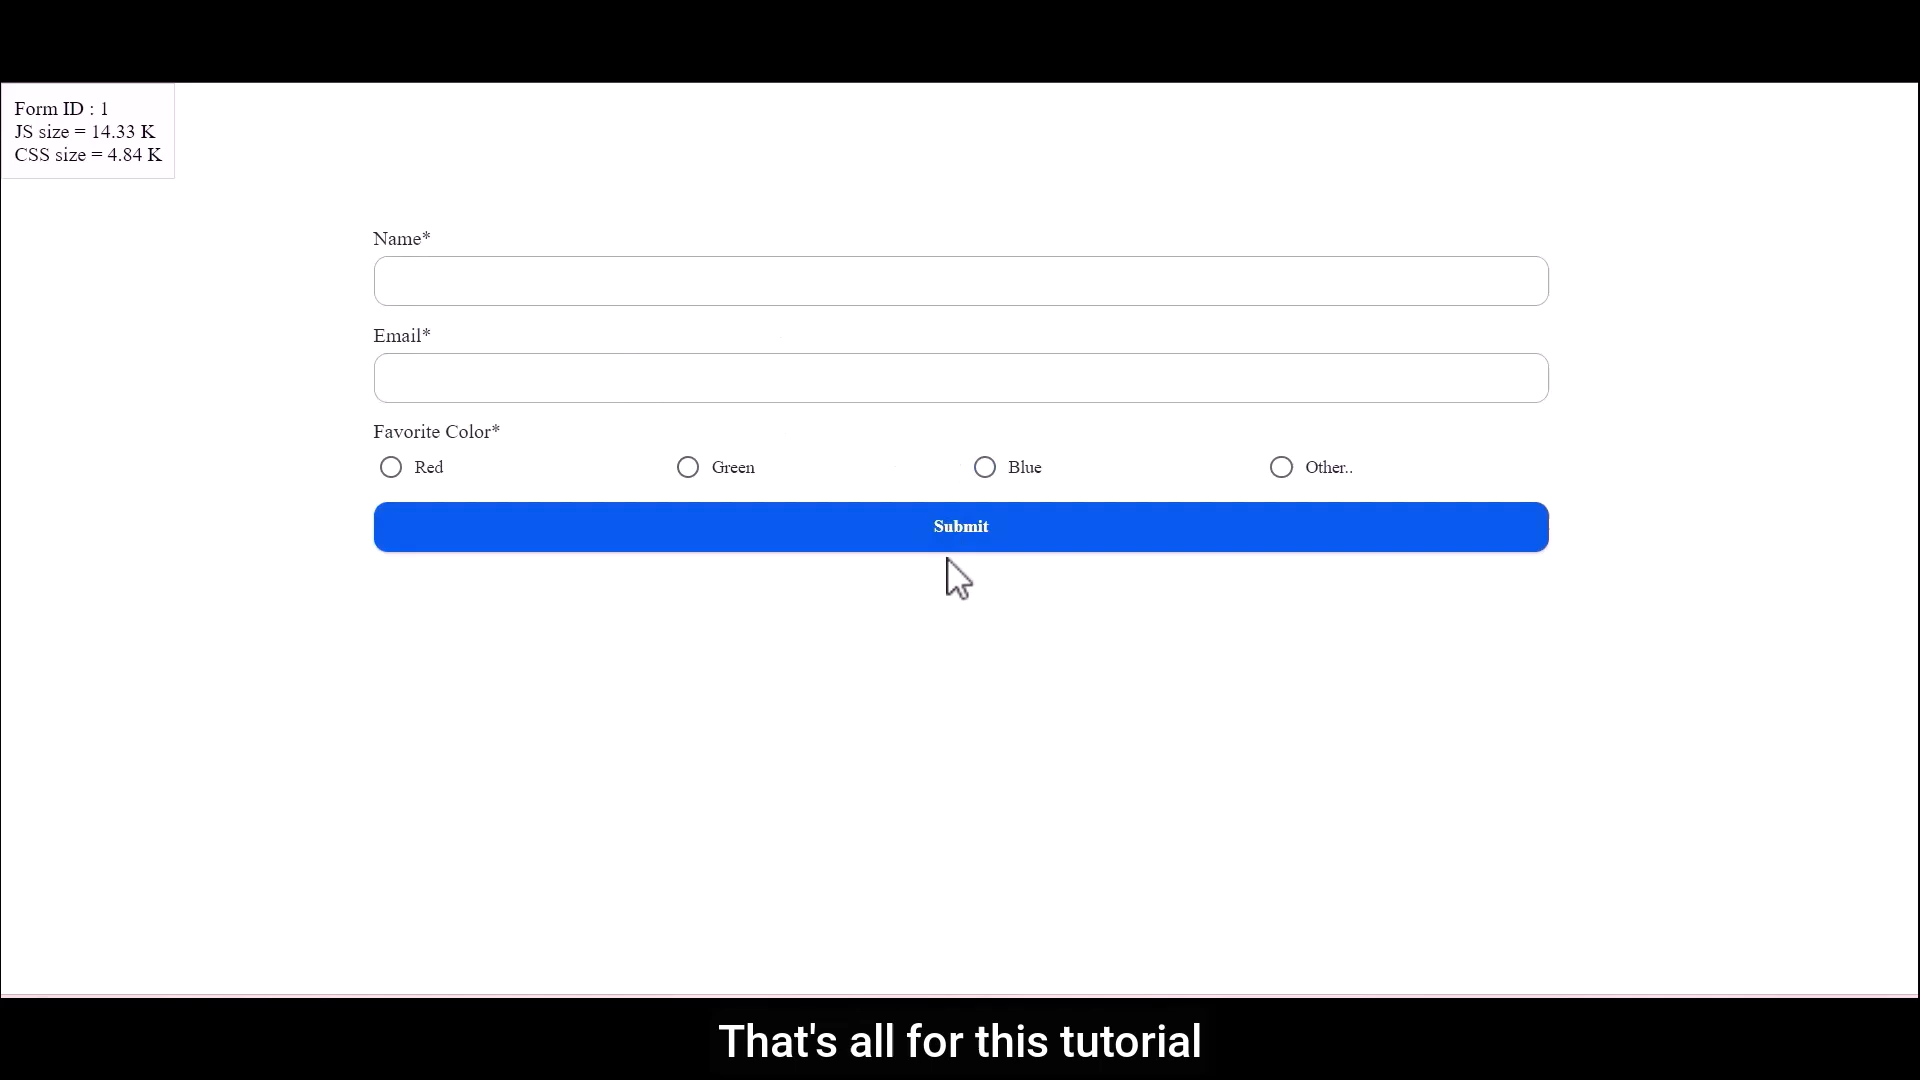 Form ID : 1
JS size = 14.33 K
CSS size = 4.84 K
Name*
Email*
Favorite Color*
Red Green Blue Other..
Submit
That's all for this tutorial